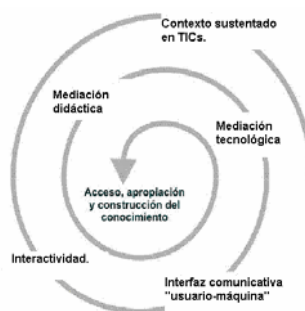 Contexto sustentado
en TICs.
Mediación
didáctica
Mediación
tecnológica
Acceso, apropiación
y construcción del
conocimiento
Interactividad.
Interfaz comunicativa
"usuario-máquina"